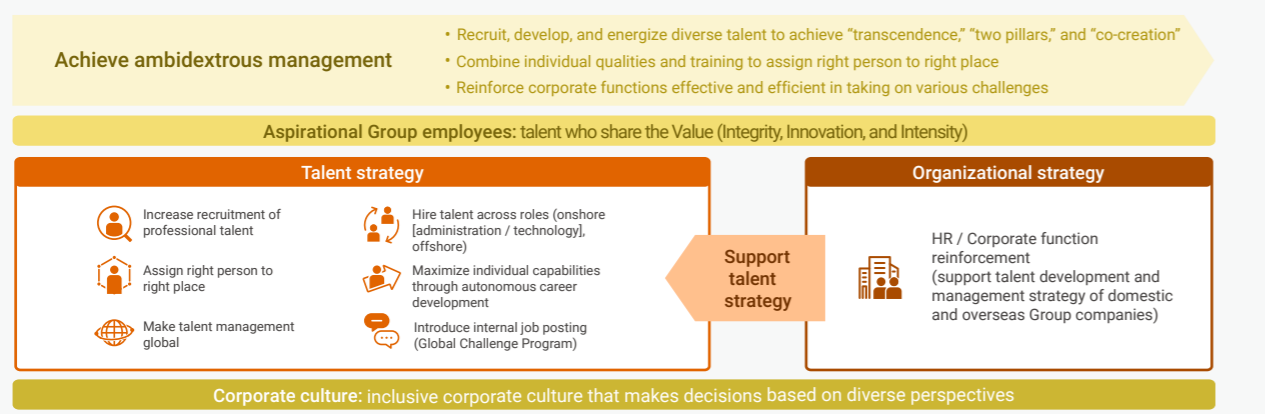 Achieve ambidextrous management
• Recruit, develop, and energize diverse talent to achieve “transcendence,” “two pillars,” and “co-creation”
• Combine individual qualities and training to assign right person to right place
• Reinforce corporate functions effective and efficient in taking on various challenges
Aspirational Group employees: talent who share the Value (Integrity, Innovation, and Intensity)
Talent strategy
Increase recruitment of
professional talent
Assign right person to
right place
Make talent management
global
Hire talent across roles (onshore
[administration / technology],
offshore)
Maximize individual capabilities
through autonomous career
development
Introduce internal job posting
(Global Challenge Program)
Support
talent
strategy
Organizational strategy
HR / Corporate function
reinforcement
(support talent development and
management strategy of domestic
and overseas Group companies)
Corporate culture: inclusive corporate culture that makes decisions based on diverse perspectives